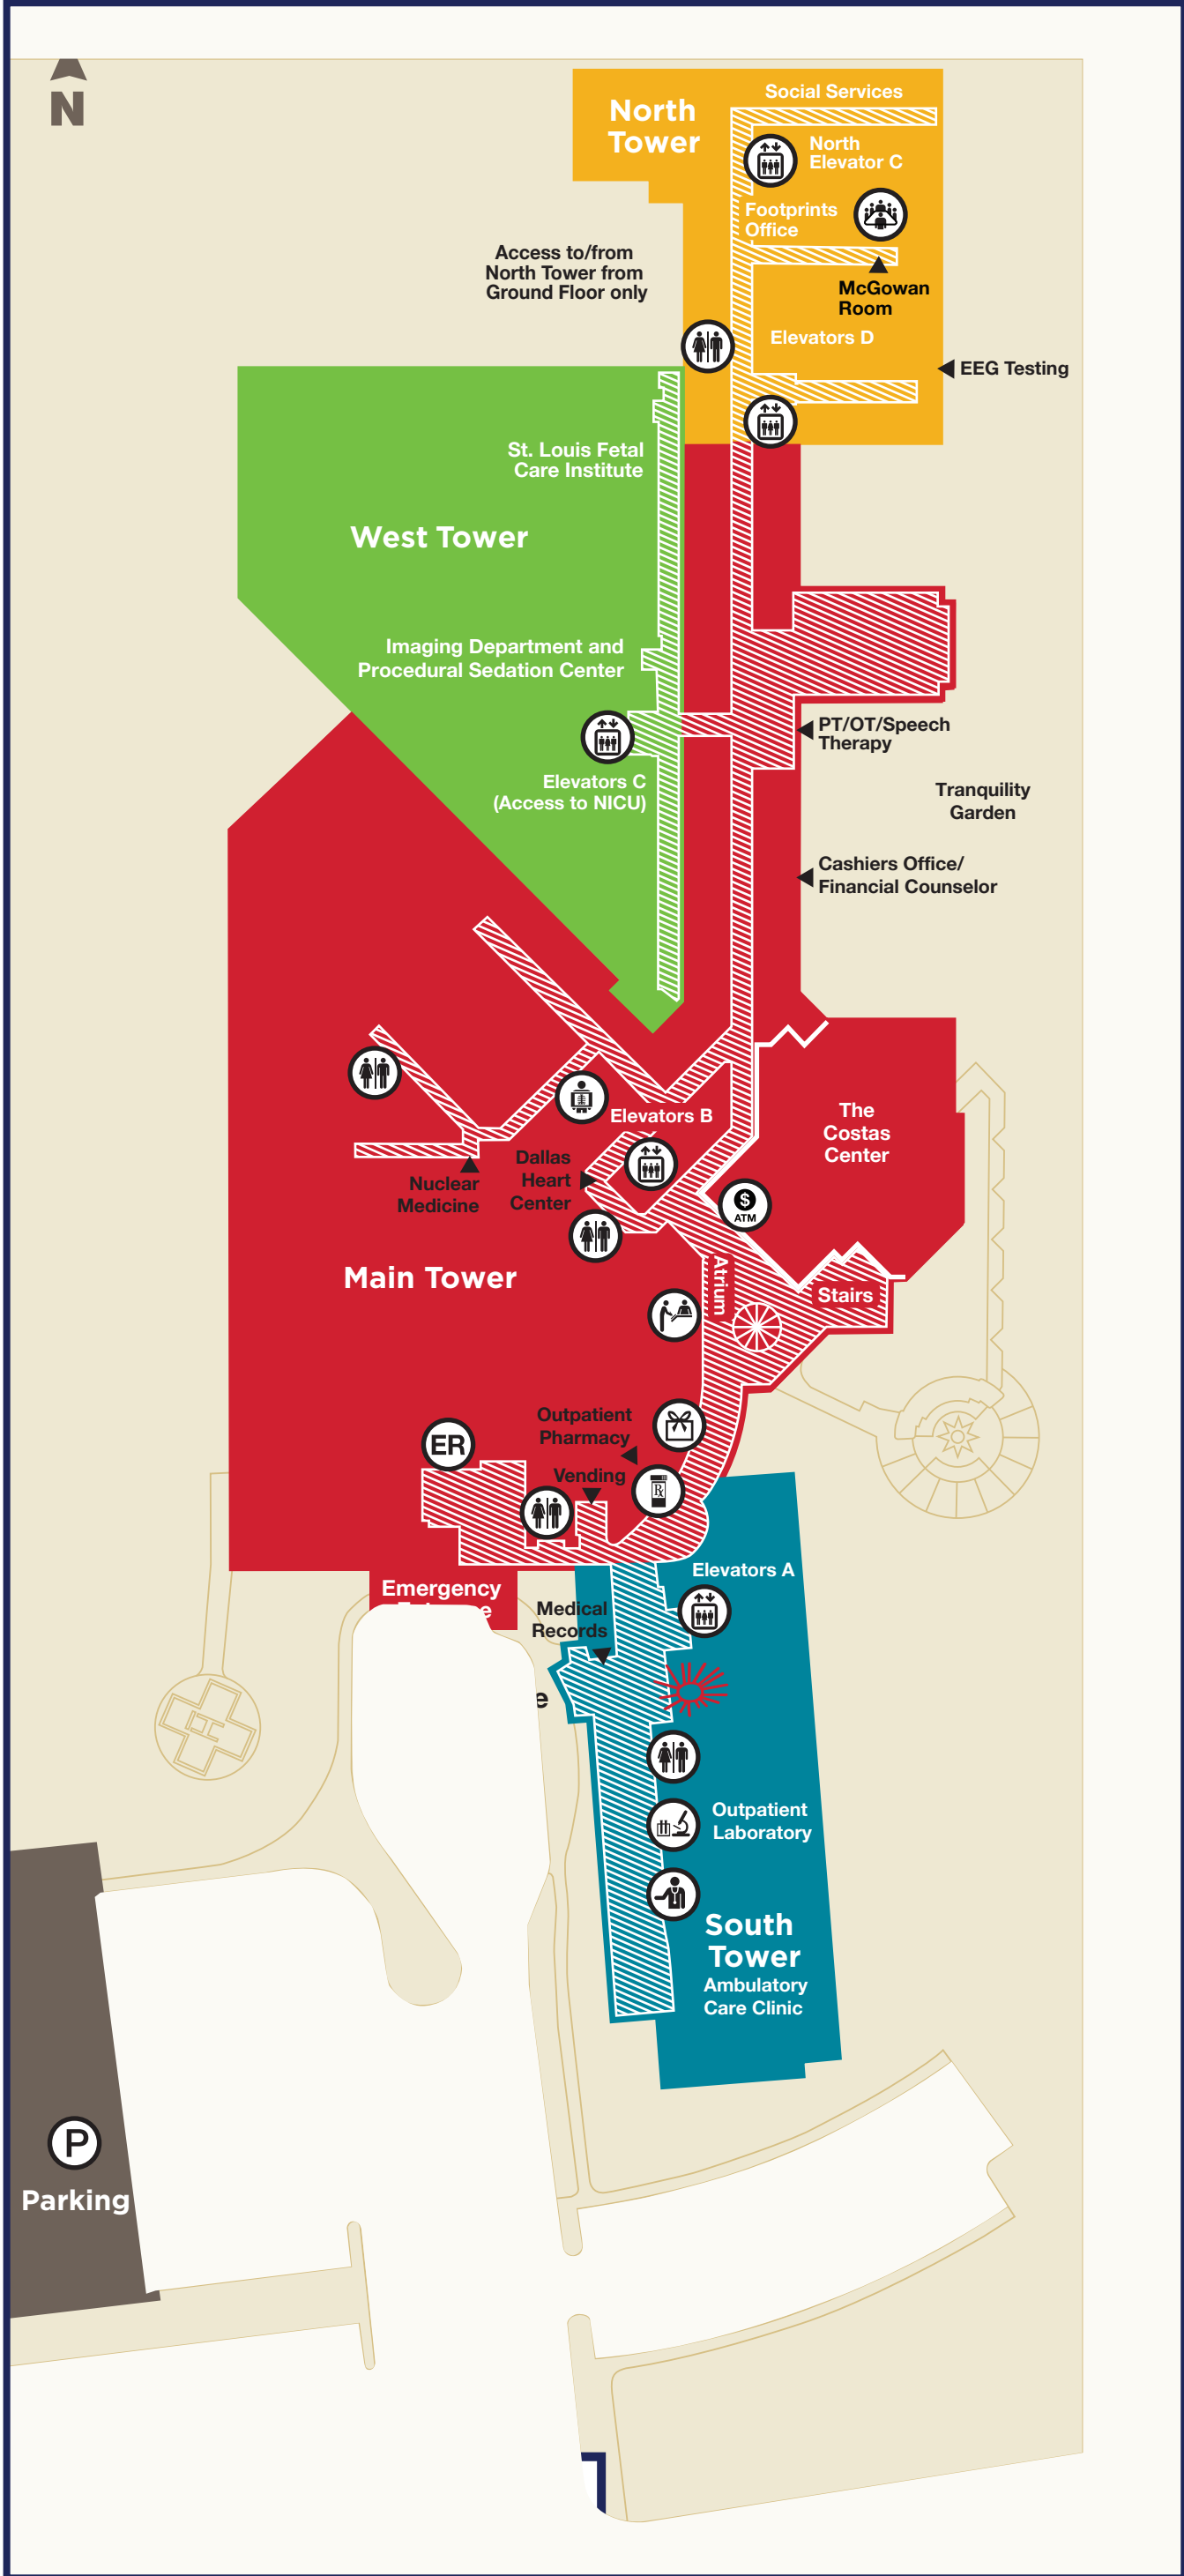 N
North
Tower
Social Services
North
Elevator C
Footprints
Office
Access to/from
North Tower from
Ground Floor only
McGowan
Room
Elevators D
EEG Testing
St. Louis Fetal
Care Institute
West Tower
Imaging Department and
Procedural Sedation Center
PT/OT/Speech
Therapy
Elevators C
(Access to NICU)
Tranquility
Garden
Cashiers Office/
Financial Counselor
Elevators B
The
Costas
Center
Dallas
Heart
Center
Nuclear
Medicine
$
ATM
Main Tower
Atrium
Stairs
Outpatient
Pharmacy
ER
Vending
Rx
Elevators A
Emergency
Medical
Records
e
Outpatient
Laboratory
South
Tower
Ambulatory
Care Clinic
P
Parking